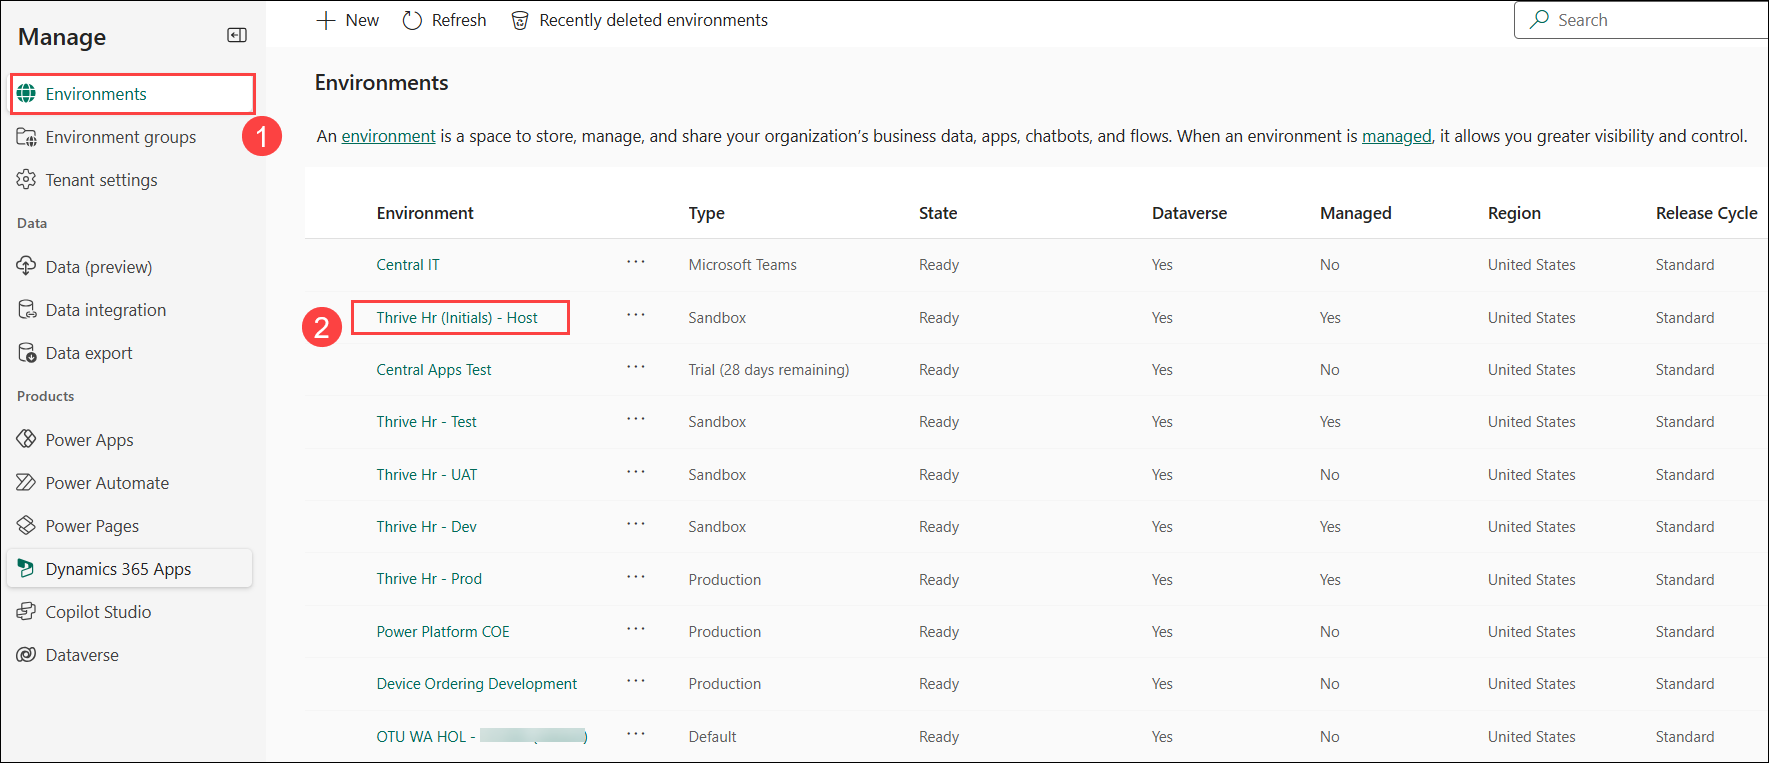 Manage
Environments
1
Environment groups
Tenant settings
Data
Data (preview)
Data integration
Data export
Products
Power Apps
Power Automate
Power Pages
Dynamics 365 Apps
Copilot Studio
Dataverse
New Refresh Recently deleted environments Search
Environments
An environment is a space to store, manage, and share your organization's business data, apps, chatbots, and flows. When an environment is managed, it allows you greater visibility and control.
Environment Type State Dataverse Managed Region Release Cycle
Central IT ... Microsoft Teams Ready Yes No United States Standard
2 Thrive Hr (Initials) - Host ... Sandbox Ready Yes Yes United States Standard
Central Apps Test ... Trial (28 days remaining) Ready Yes No United States Standard
Thrive Hr - Test ... Sandbox Ready Yes Yes United States Standard
Thrive Hr - UAT ... Sandbox Ready Yes No United States Standard
Thrive Hr - Dev ... Sandbox Ready Yes Yes United States Standard
Thrive Hr - Prod ... Production Ready Yes Yes United States Standard
Power Platform COE ... Production Ready Yes No United States Standard
Device Ordering Development ... Production Ready Yes No United States Standard
OTU WA HOL - ) ... Default Ready Yes No United States Standard